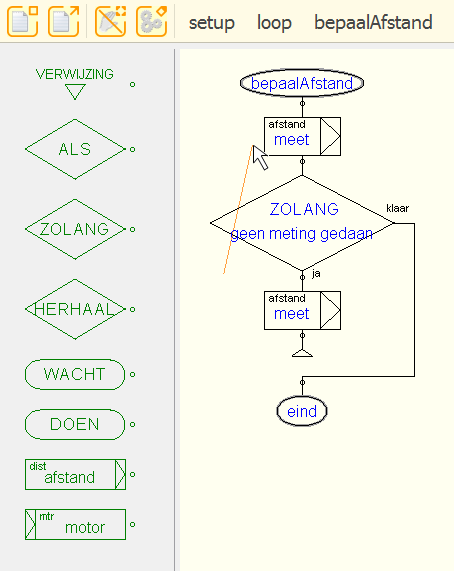 setup loop bepaalAfstand
VERWIJZING
ALS
ZOLANG
HERHAAL
WACHT
DOEN
dist
afstand
mtr
motor
bepaalAfstand
afstand
meet
ZOLANG
klaar
geen meting gedaan
ja
afstand
meet
eind